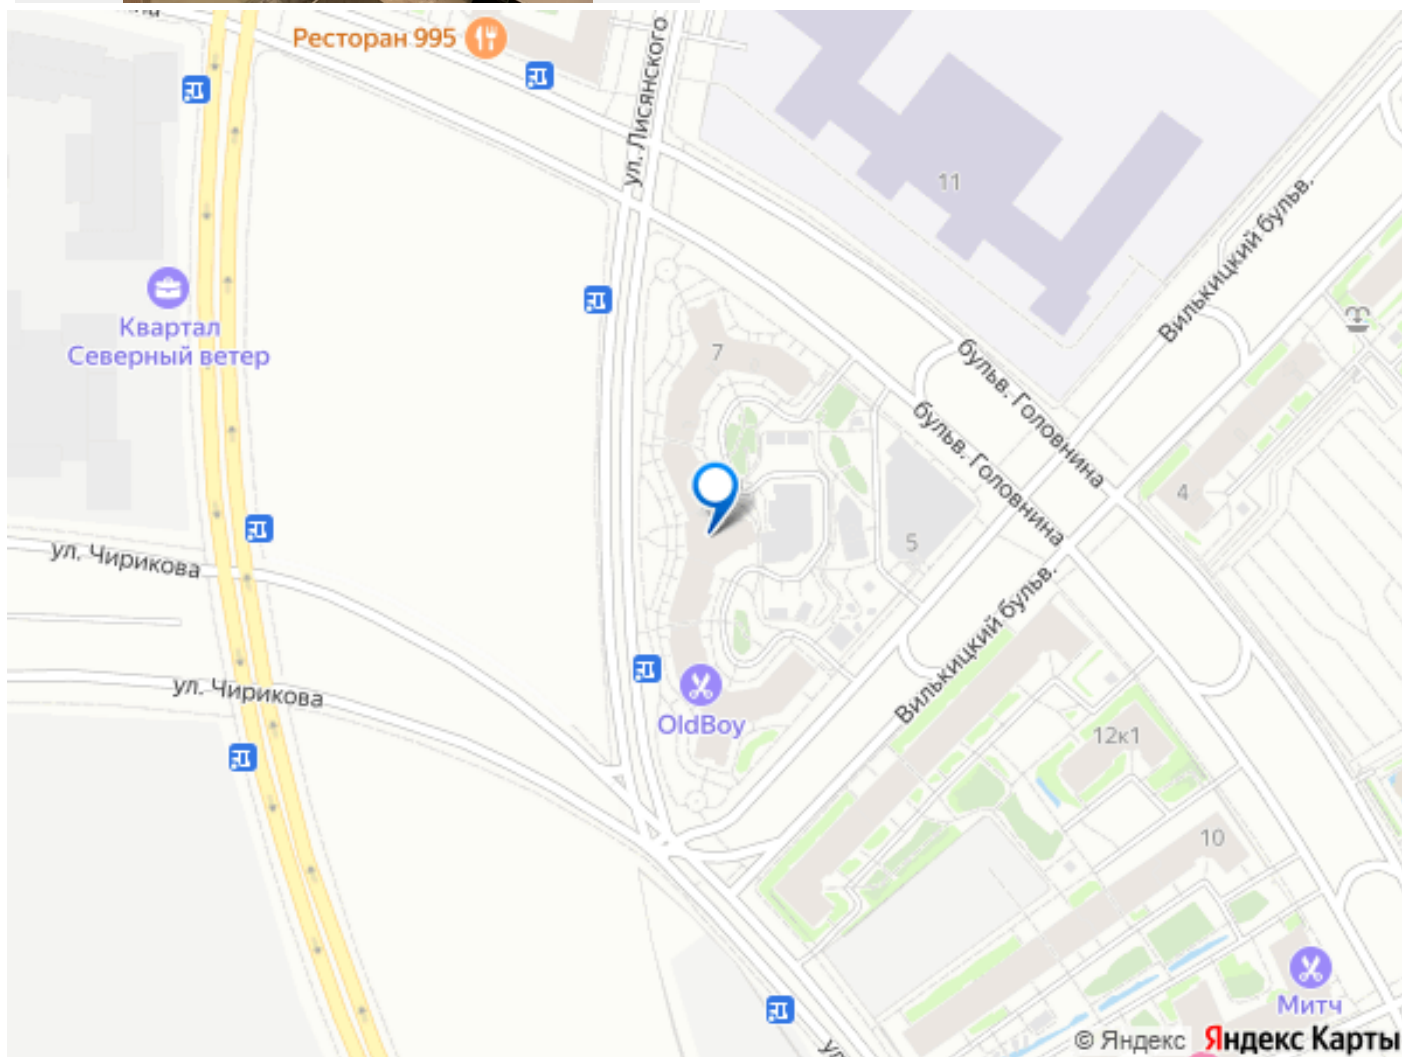 Ресторан 995
ул. Лисянского
11
Вилькицкий бульв.
Квартал
Северный ветер
7
бульв. Головнина
бульв. Головнина
4
5
ул. Чирикова
Вилькицкий бульв.
ул. Чирикова
OldBoy
12к1
10
Митч
© Яндекс Яндекс Карты